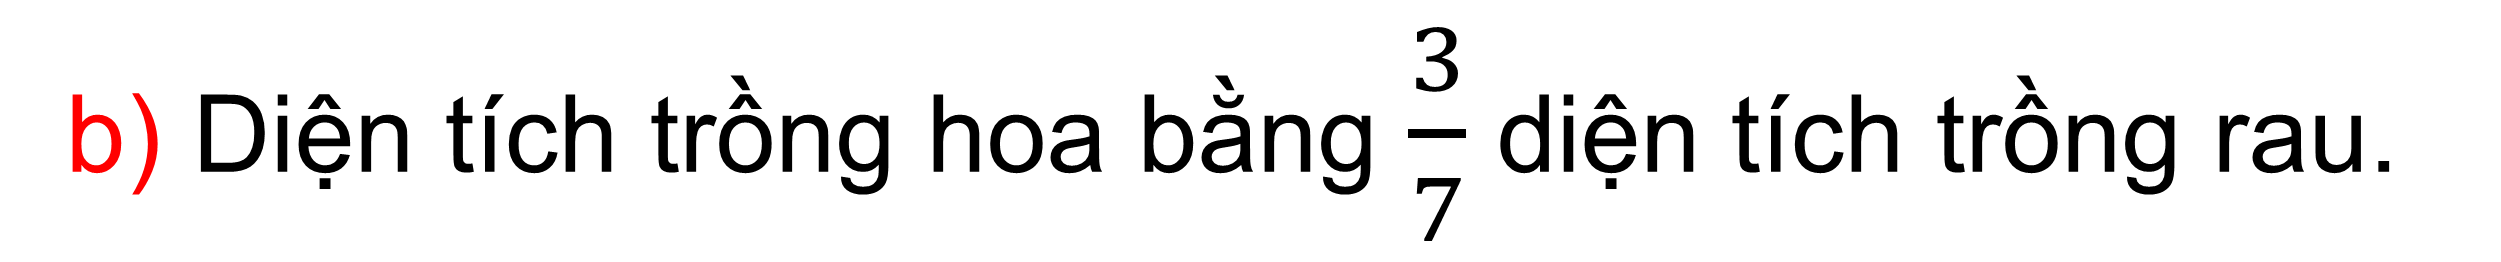 b) Diện tích trồng hoa bằng 3/7 diện tích trồng rau.